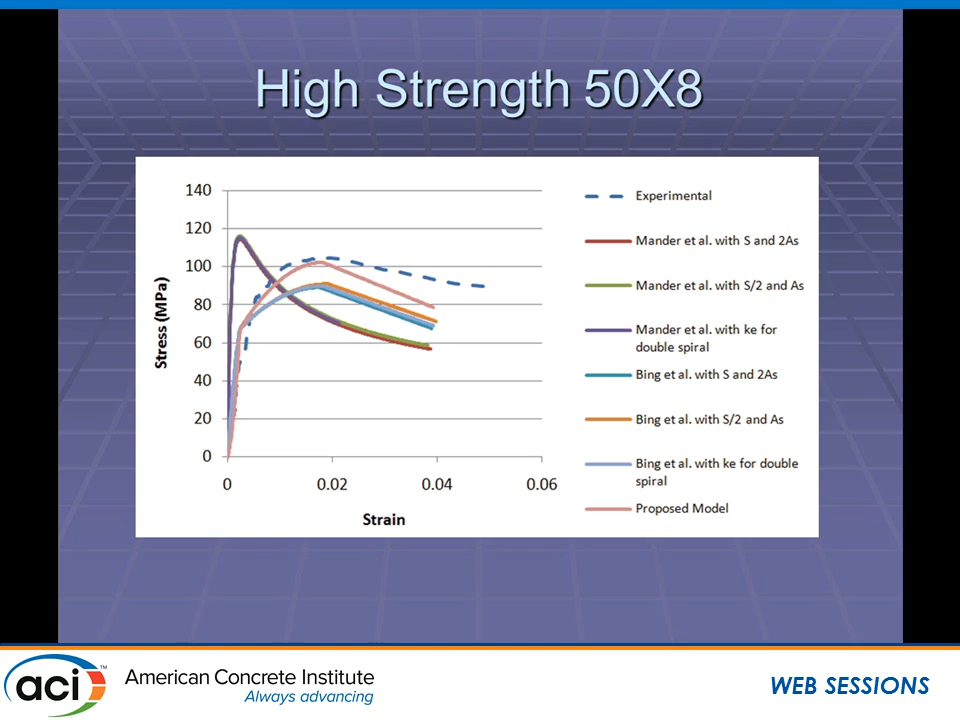 High Strength 50X8
140
120
100
80
60
40
20
0
Stress (MPa)
0 0.02 0.04 0.06
Strain
Experimental
Mander et al. with S and 2As
Mander et al. with S/2 and As
Mander et al. with ke for
double spiral
Bing et al. with S and 2As
Bing et al. with S/2 and As
Bing et al. with ke for double
spiral
Proposed Model
aci™
American Concrete Institute
Always advancing
WEB SESSIONS